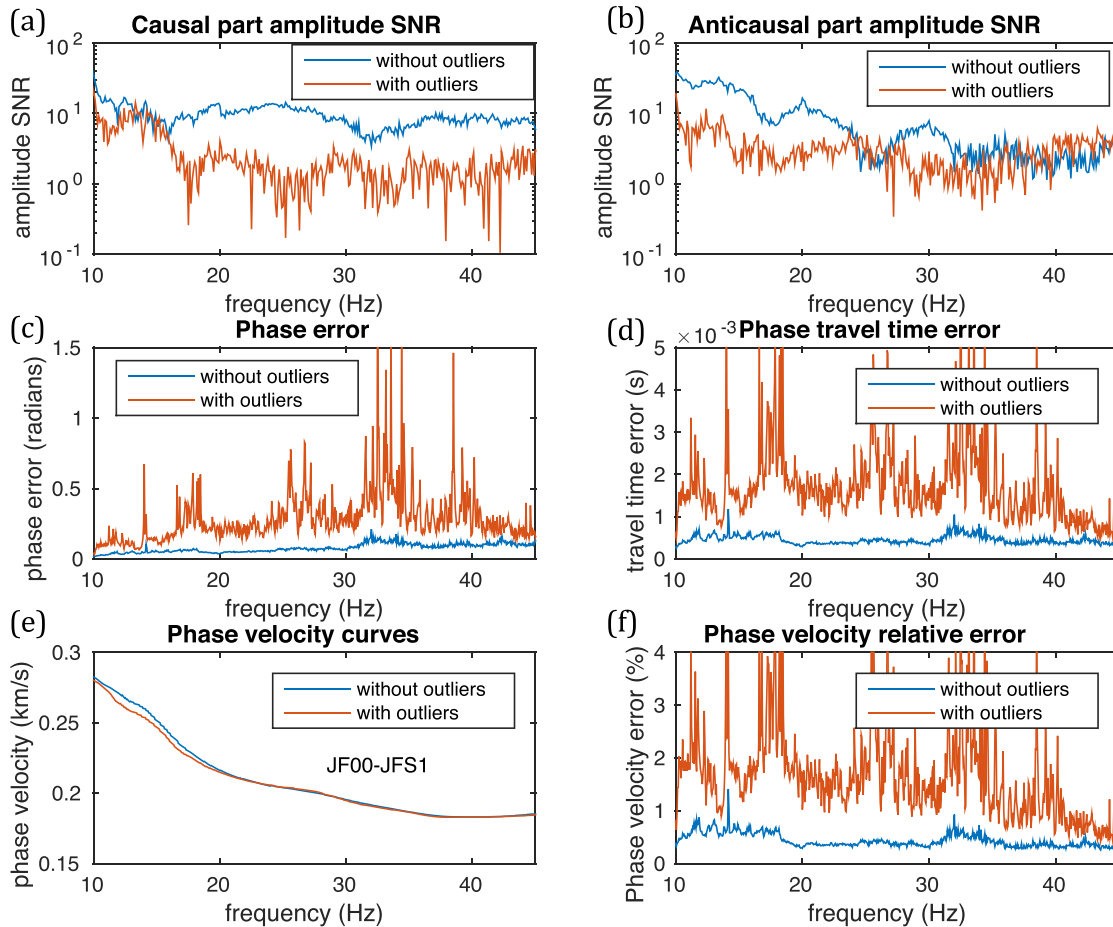 (a)
Causal part amplitude SNR
10^2
10^1
10^0
10^-1
amplitude SNR
without outliers
with outliers
10 20 30 40
frequency (Hz)
(b)
Anticausal part amplitude SNR
10^2
10^1
10^0
10^-1
amplitude SNR
without outliers
with outliers
10 20 30 40
frequency (Hz)
(c)
Phase error
1.5
1
0.5
0
phase error (radians)
without outliers
with outliers
10 20 30 40
frequency (Hz)
(d)
×10^-3
Phase travel time error
5
4
3
2
1
0
travel time error (s)
without outliers
with outliers
10 20 30 40
frequency (Hz)
(e)
Phase velocity curves
0.3
0.25
0.2
0.15
phase velocity (km/s)
without outliers
with outliers
JF00-JFS1
10 20 30 40
frequency (Hz)
(f)
Phase velocity relative error
4
3
2
1
0
Phase velocity error (%)
without outliers
with outliers
10 20 30 40
frequency (Hz)